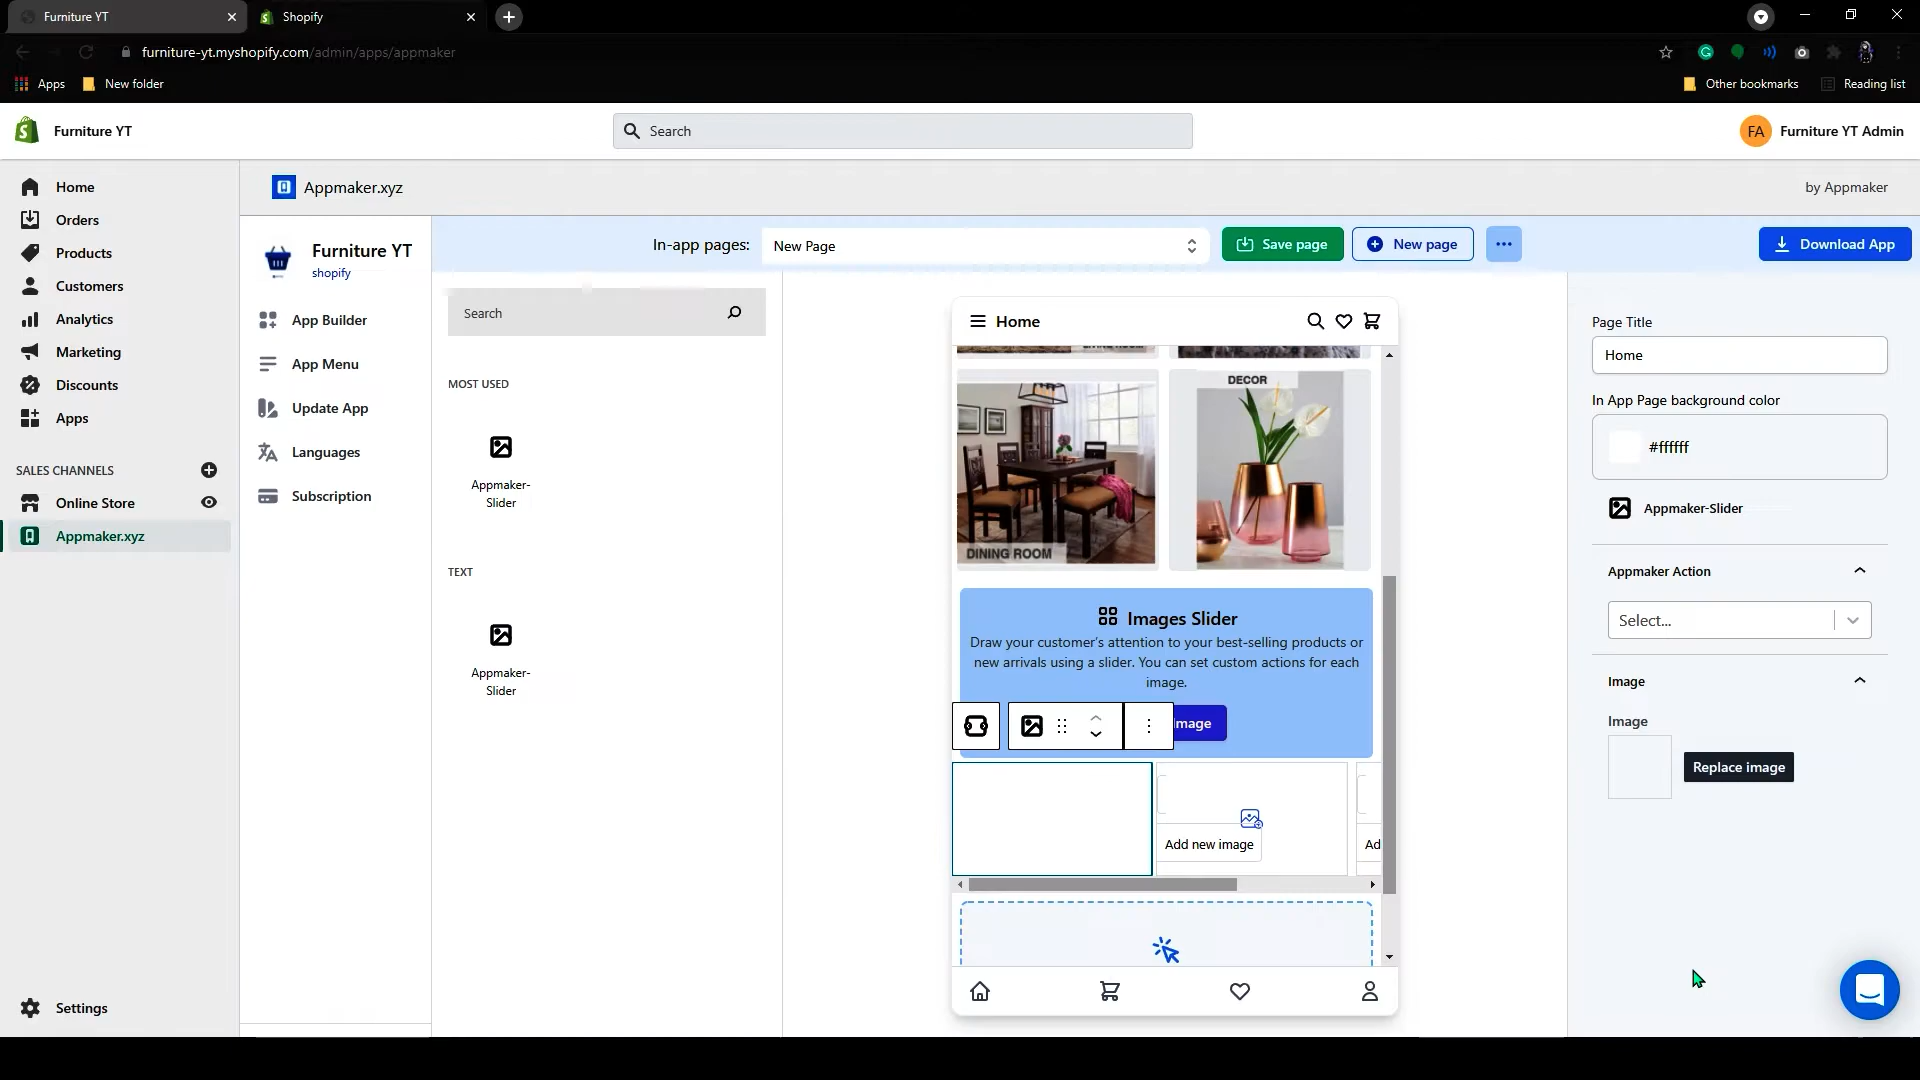 Furniture YT
Shopify
furniture-yt.myshopify.com/admin/apps/appmaker
Apps
New folder
Other bookmarks
Reading list
Furniture YT
Search
FA
Furniture YT Admin
Home
Orders
Products
Customers
Analytics
Marketing
Discounts
Apps
SALES CHANNELS
Online Store
Appmaker.xyz
Settings
Appmaker.xyz
by Appmaker
Furniture YT
shopify
App Builder
App Menu
Update App
Languages
Subscription
In-app pages:
New Page
Save page
New page
Download App
Search
MOST USED
Appmaker-
Slider
TEXT
Appmaker-
Slider
Home
DECOR
DINING ROOM
Images Slider
Draw your customer's attention to your best-selling products or
new arrivals using a slider. You can set custom actions for each
image.
Image
Add new image
Ad
Page Title
Home
In App Page background color
#ffffff
Appmaker-Slider
Appmaker Action
Select...
Image
Image
Replace image